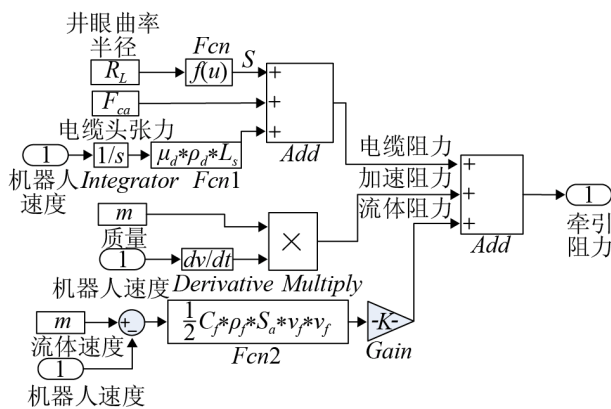 井眼曲率
半径
Fcn
S
R_L
f(u)
+
F_ca
+
电缆头张力
+
1
1/s
μ_d*ρ_d*L_s
Add
机器人
速度
Integrator
Fcn1
电缆阻力
+
加速阻力
+
流体阻力
+
1
牵引
阻力
Add
m
质量
×
1
dv/dt
机器人速度
Derivative
Multiply
m
+
-
1/2 C_f*ρ_f*S_a*v_f*v_f
-K-
流体速度
Fcn2
Gain
1
机器人速度